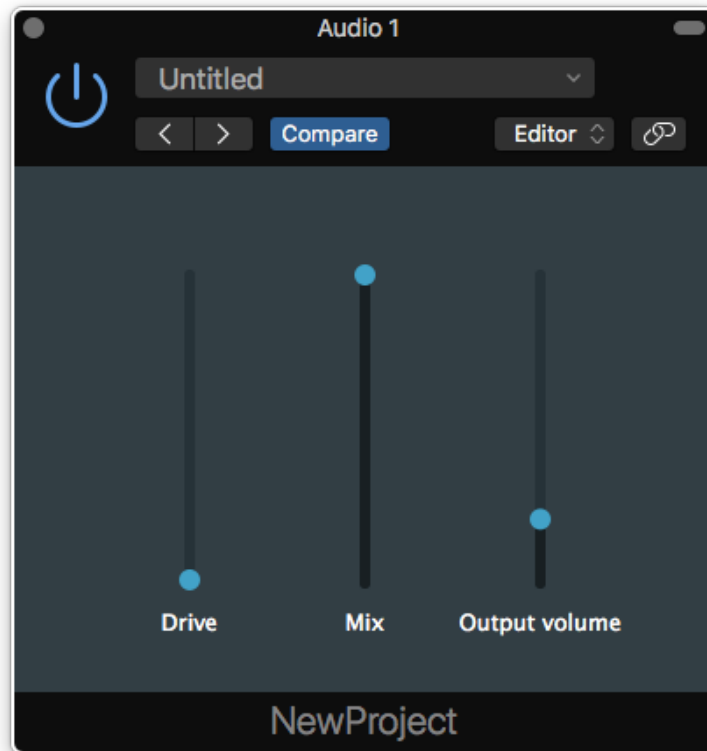 Audio 1
Untitled
Compare Editor
Drive Mix Output volume
NewProject